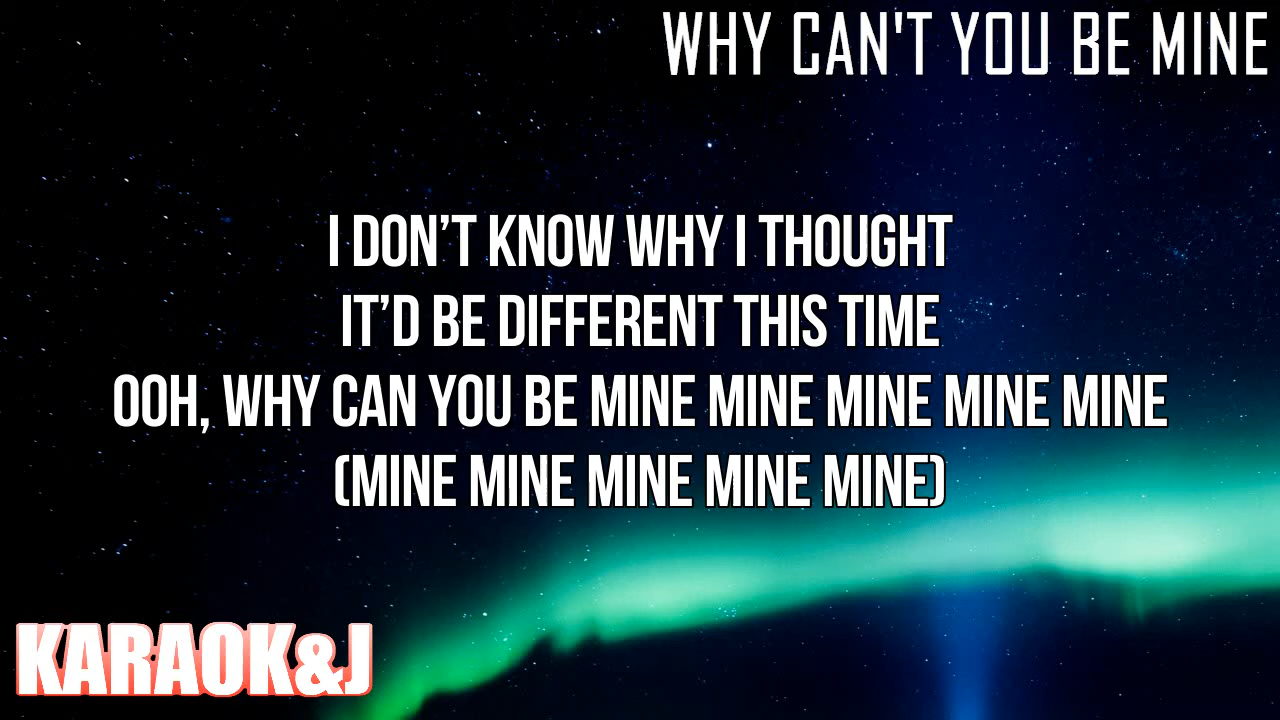 WHY CAN'T YOU BE MINE
I DON’T KNOW WHY I THOUGHT
IT’D BE DIFFERENT THIS TIME
OOH, WHY CAN YOU BE MINE MINE MINE MINE MINE
(MINE MINE MINE MINE MINE)
KARAOK&J